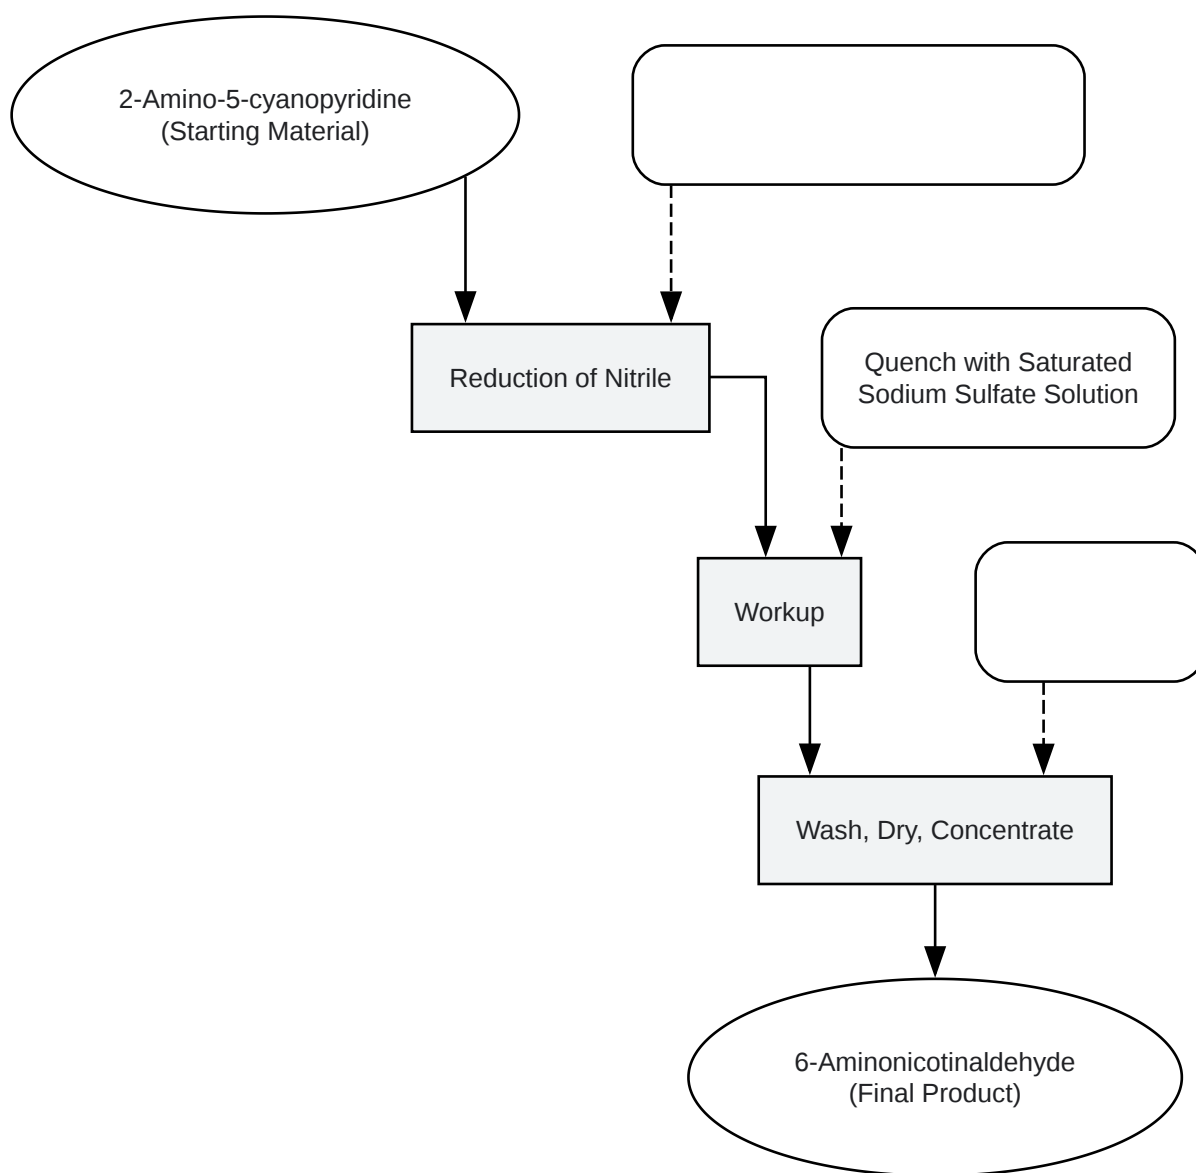 2-Amino-5-cyanopyridine
(Starting Material)
Reduction of Nitrile
Quench with Saturated
Sodium Sulfate Solution
Workup
Wash, Dry, Concentrate
6-Aminonicotinaldehyde
(Final Product)